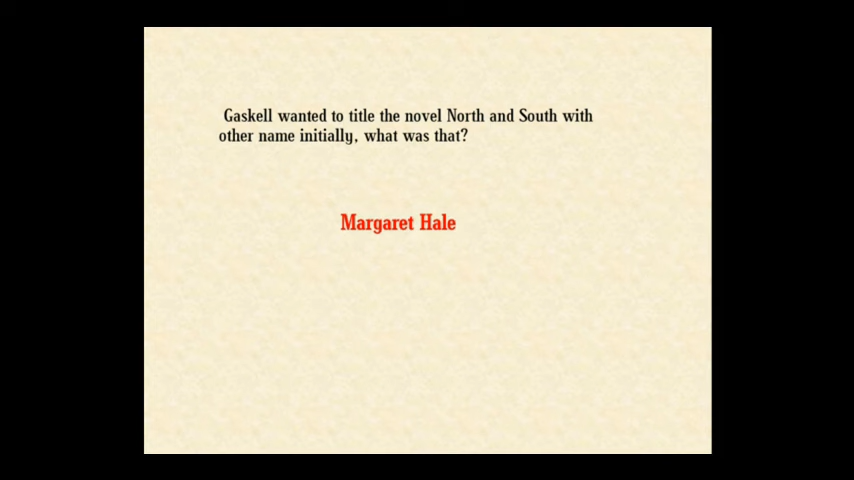 Gaskell wanted to title the novel North and South with
other name initially, what was that?
Margaret Hale